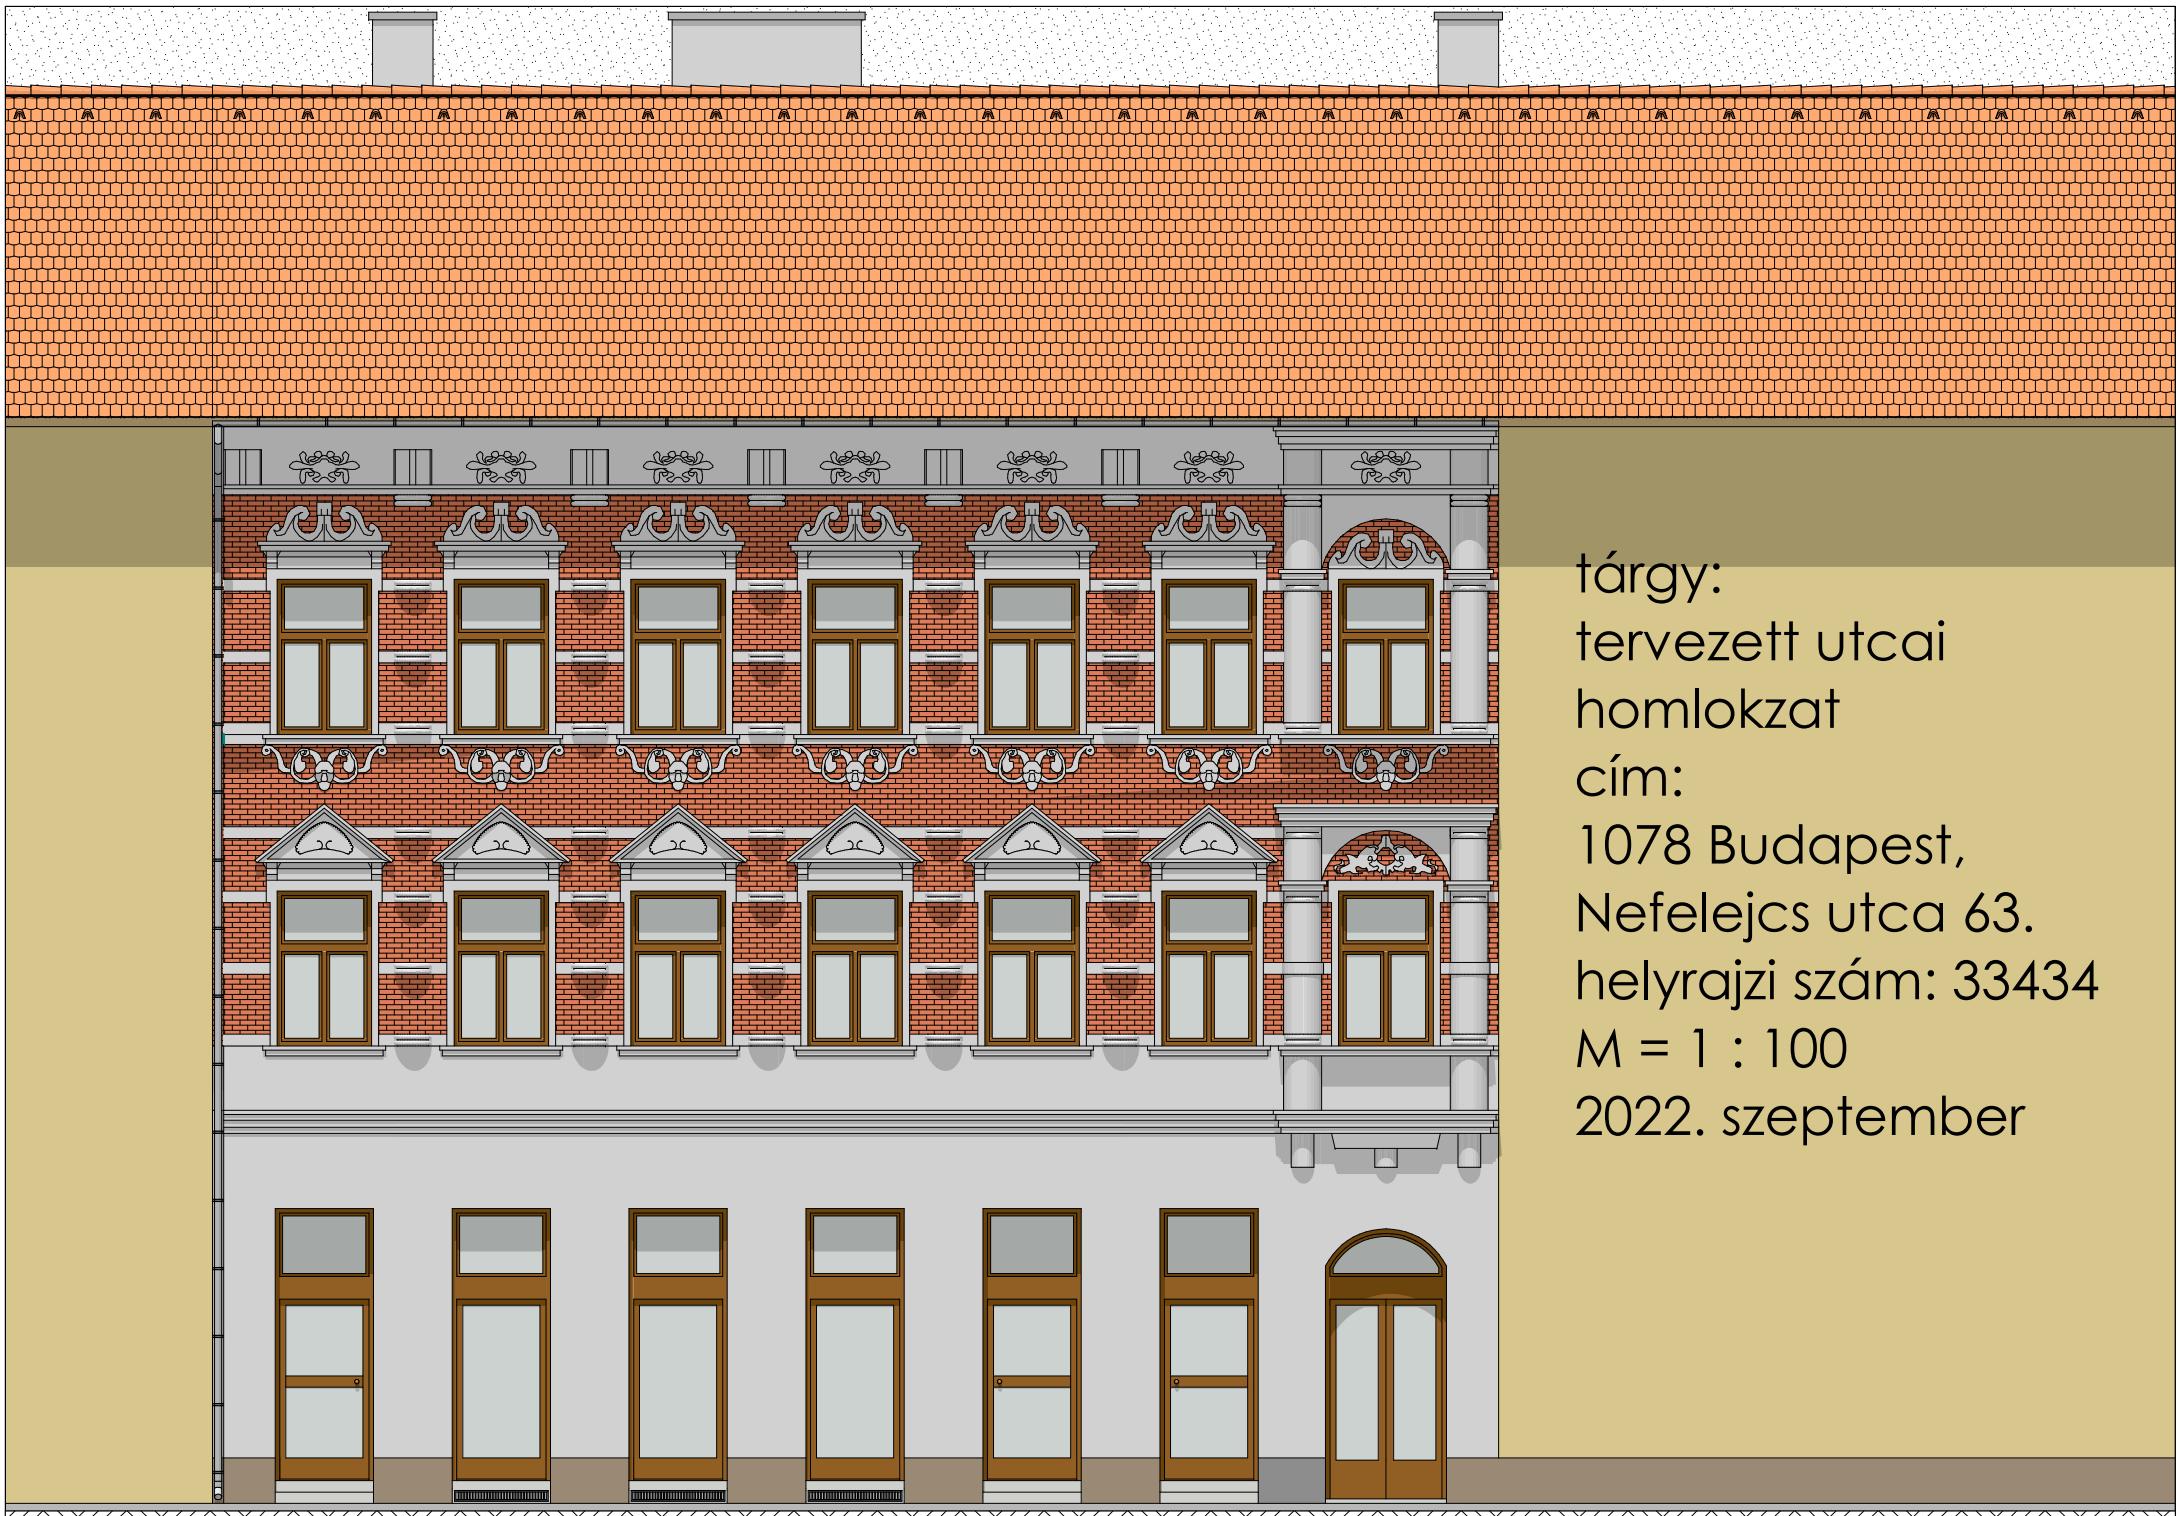 tárgy:
tervezett utcai
homlokzat
cím:
1078 Budapest,
Nefelejcs utca 63.
helyrajzi szám: 33434
M = 1 : 100
2022. szeptember